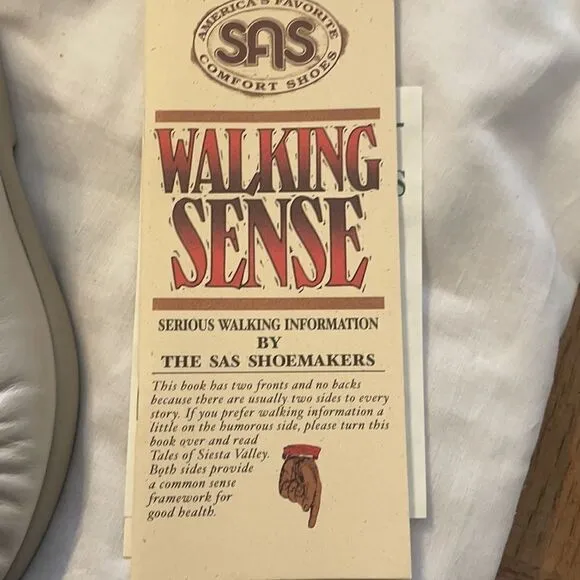 AMERICA'S FAVORITE
SAS
COMFORT SHOES
WALKING
SENSE
SERIOUS WALKING INFORMATION
BY
THE SAS SHOEMAKERS
This book has two fronts and no backs
because there are usually two sides to every
story. If you prefer walking information a
little on the humorous side, please turn this
book over and read
Tales of Siesta Valley.
Both sides provide
a common sense
framework for
good health.
S